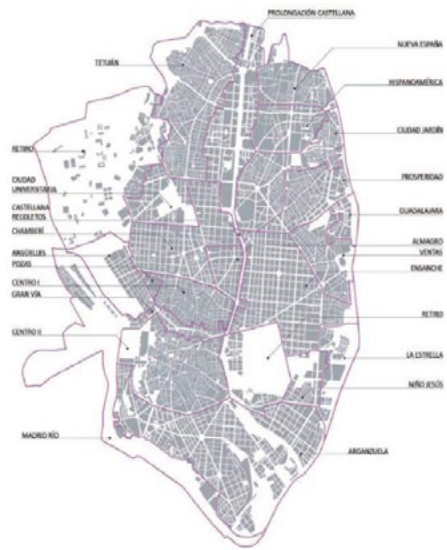 PROLONGACIÓN CASTELLANA
TETUÁN
NUEVA ESPAÑA
HISPANOAMÉRICA
CIUDAD JARDÍN
RETIRO
PROSPERIDAD
CIUDAD
UNIVERSITARIA
CASTELLANA
RECOLETOS
GUADALAJARA
CHAMBERÍ
ALMAGRO
ARGÜELLES
VENTAS
POZAS
ENSANCHE
CENTRO I
GRAN VÍA
RETIRO
CENTRO II
LA ESTRELLA
NIÑO JESÚS
MADRID RÍO
ARGANZUELA